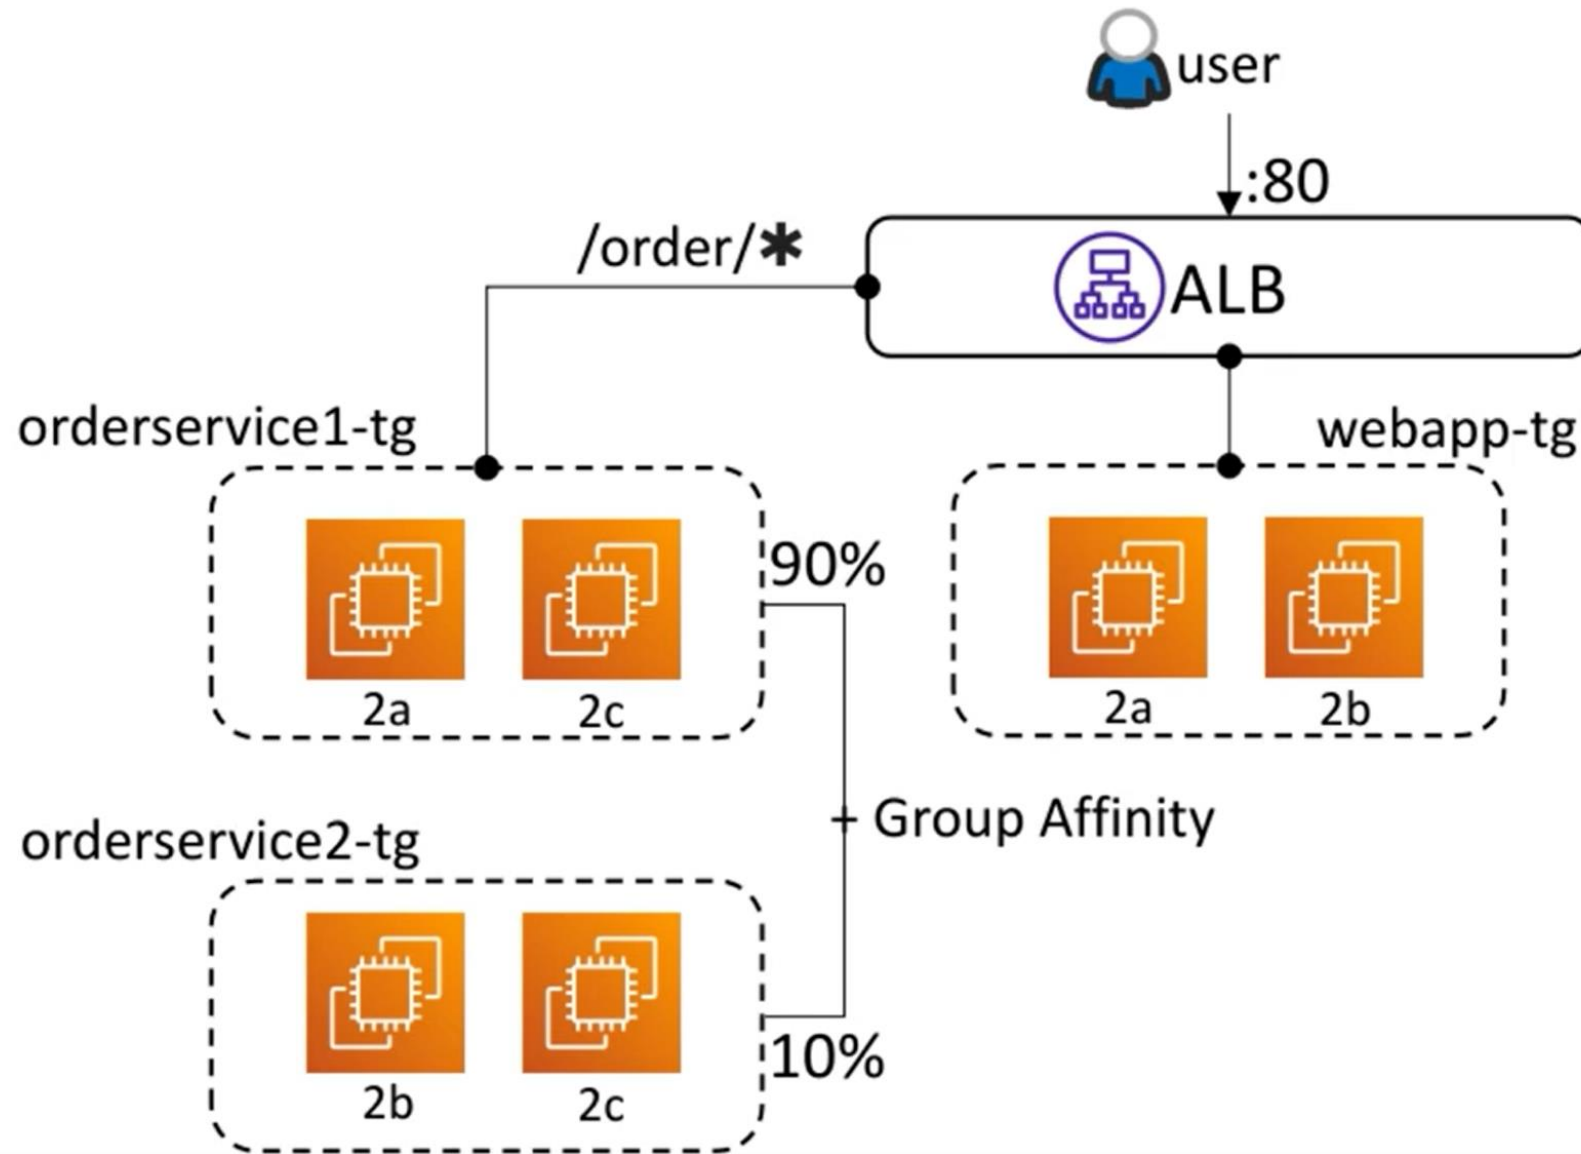 user
:80
/order/✱
ALB
orderservice1-tg
webapp-tg
90%
2a
2c
2a
2b
+ Group Affinity
orderservice2-tg
10%
2b
2c